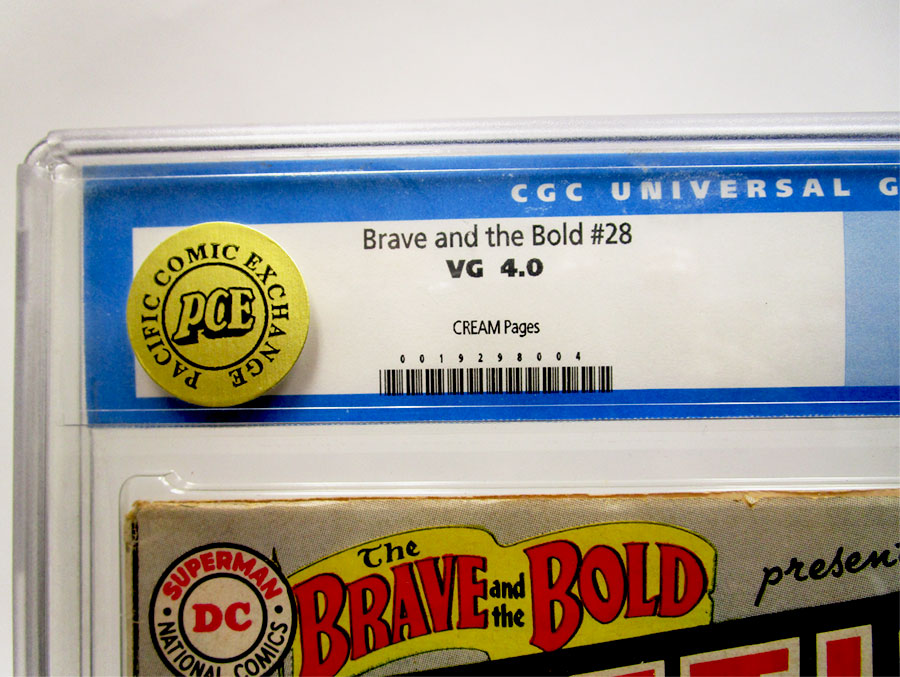 CGC UNIVERSAL G
Brave and the Bold #28
VG 4.0
CREAM Pages
0019298004
PACIFIC COMIC EXCHANGE
PCE
The
BRAVE and the BOLD
presen
SUPERMAN
DC
NATIONAL COMICS